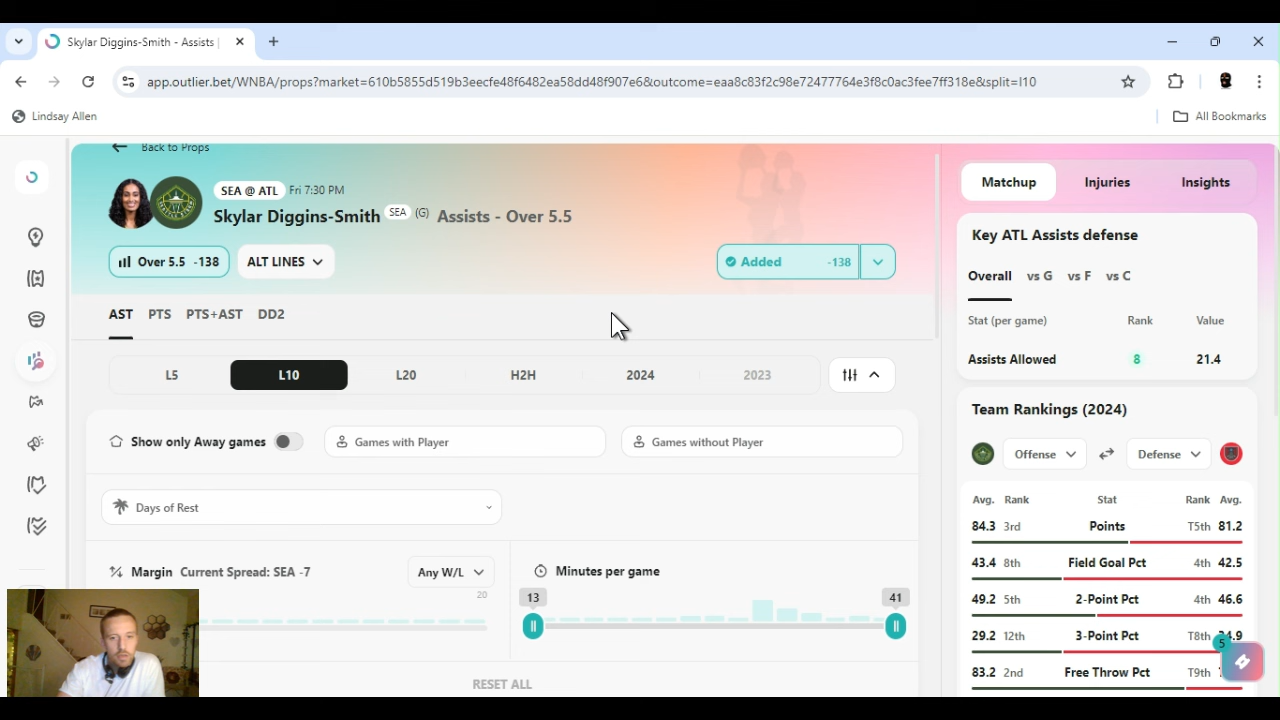 Skylar Diggins-Smith - Assists |
app.outlier.bet/WNBA/props?market=610b5855d519b3eecfe48f6482ea58dd48f907e6&outcome=eaa8c83f2c98e72477764e3f8c0ac3fee7ff318e&split=l10
Lindsay Allen
All Bookmarks
Back to Props
SEA @ ATL Fri 7:30 PM
Skylar Diggins-Smith SEA (G) Assists - Over 5.5
Over 5.5 -138 ALT LINES
Added -138
AST PTS PTS+AST DD2
L5 L10 L20 H2H 2024 2023
Show only Away games Games with Player Games without Player
Days of Rest
Margin Current Spread: SEA -7 Any W/L
20
Minutes per game
13 41
RESET ALL
Matchup Injuries Insights
Key ATL Assists defense
Overall vs G vs F vs C
Stat (per game) Rank Value
Assists Allowed 8 21.4
Team Rankings (2024)
Offense Defense
Avg. Rank Stat Rank Avg.
84.3 3rd Points T5th 81.2
43.4 8th Field Goal Pct 4th 42.5
49.2 5th 2-Point Pct 4th 46.6
29.2 12th 3-Point Pct T8th
5
83.2 2nd Free Throw Pct T9th